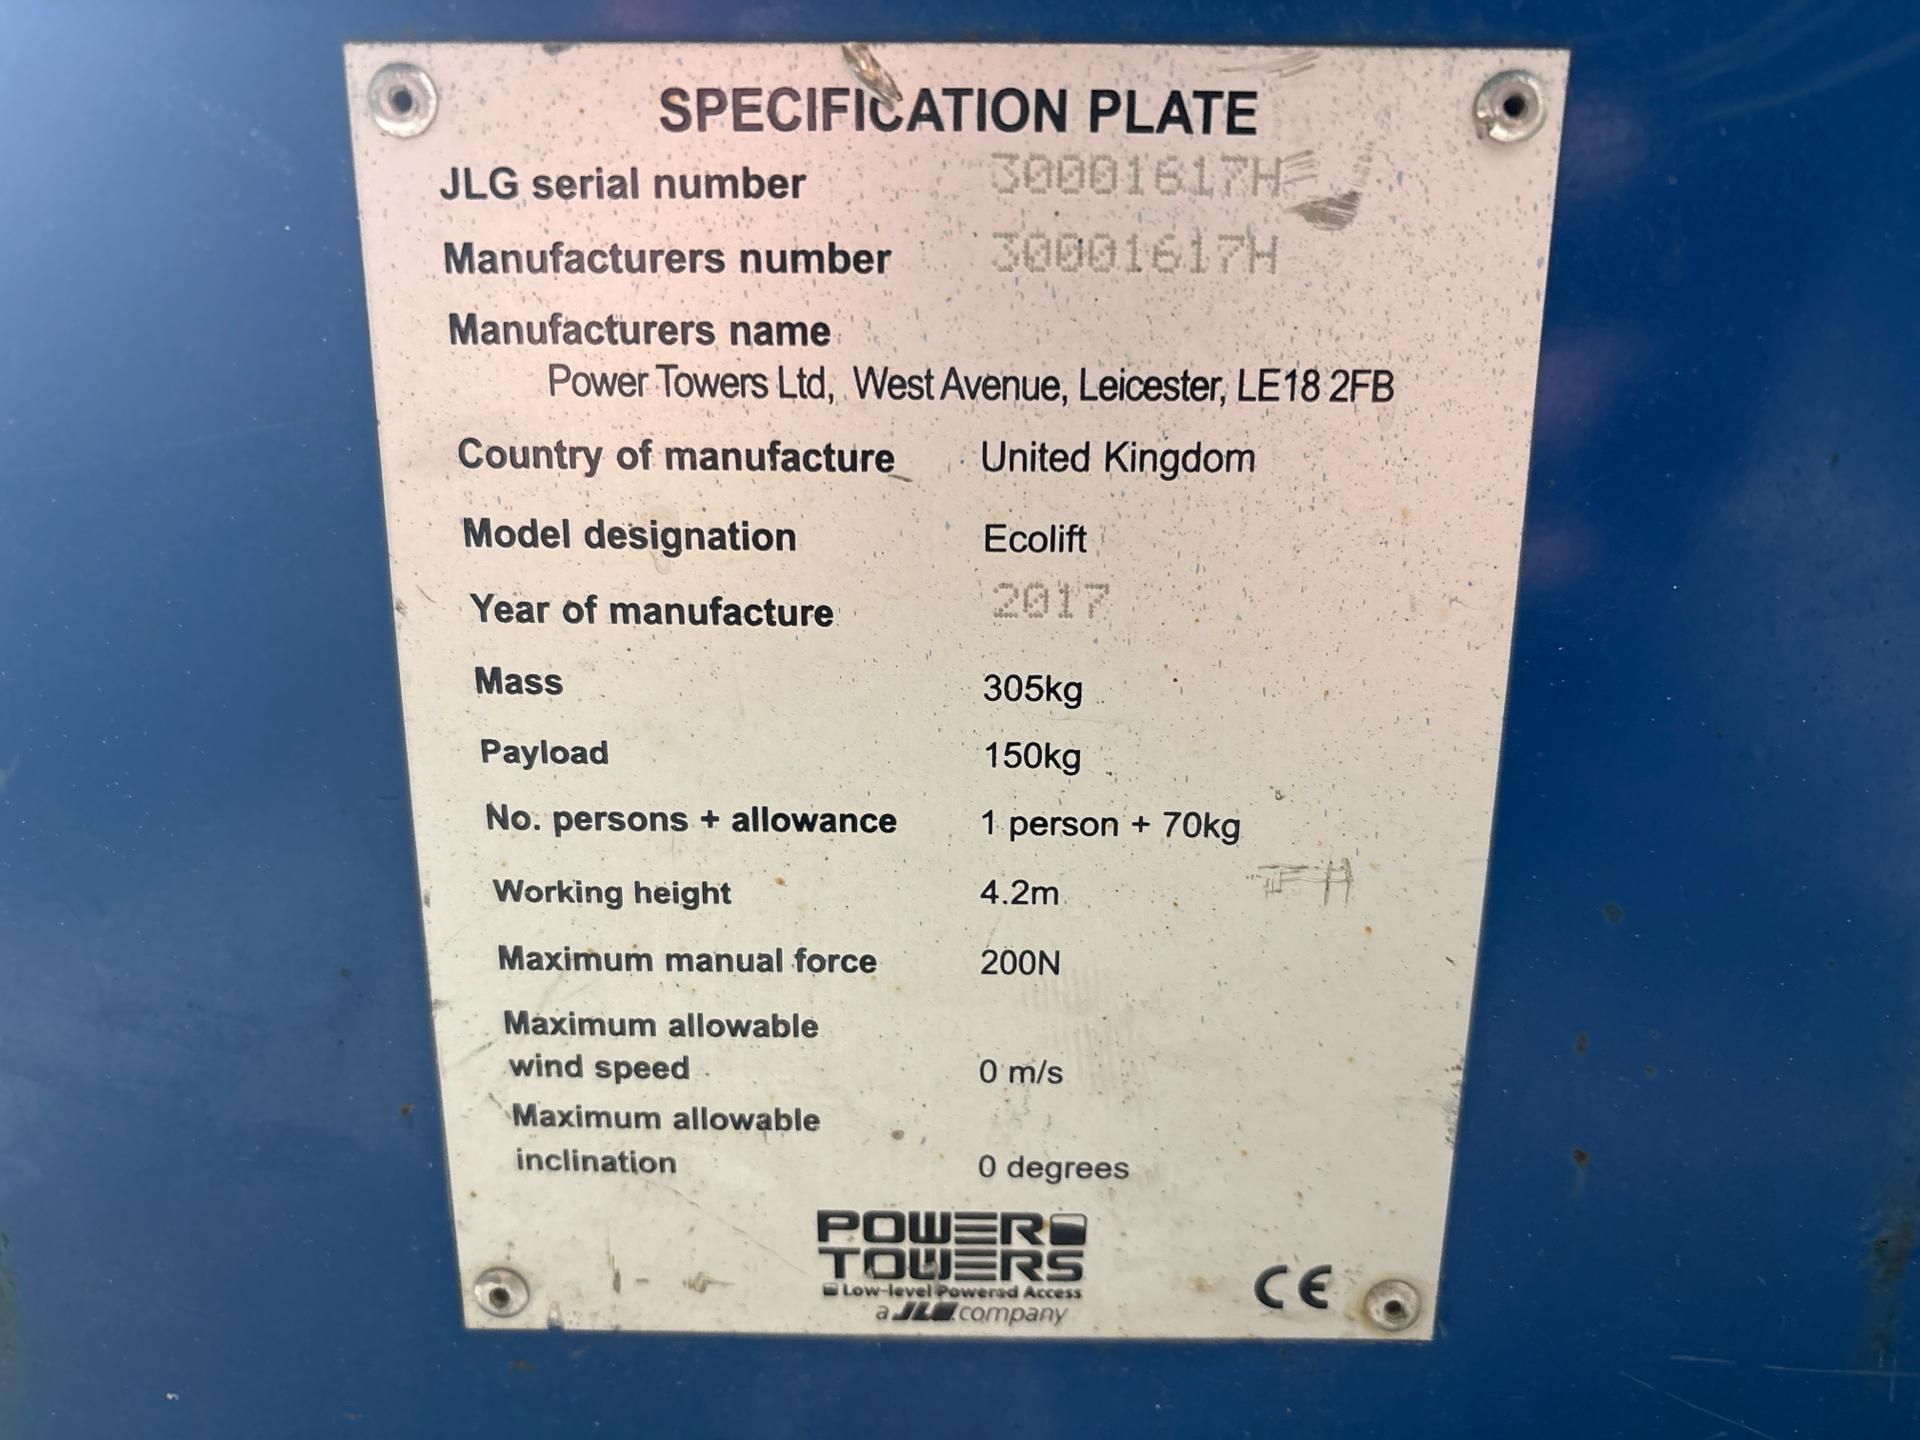 SPECIFICATION PLATE
JLG serial number 30001617H
Manufacturers number 30001617H
Manufacturers name
Power Towers Ltd, West Avenue, Leicester, LE18 2FB
Country of manufacture United Kingdom
Model designation Ecolift
Year of manufacture 2017
Mass 305kg
Payload 150kg
No. persons + allowance 1 person + 70kg
Working height 4.2m
Maximum manual force 200N
Maximum allowable
wind speed 0 m/s
Maximum allowable
inclination 0 degrees
POWER
TOWERS
Low-level Powered Access
a JLG company
CE